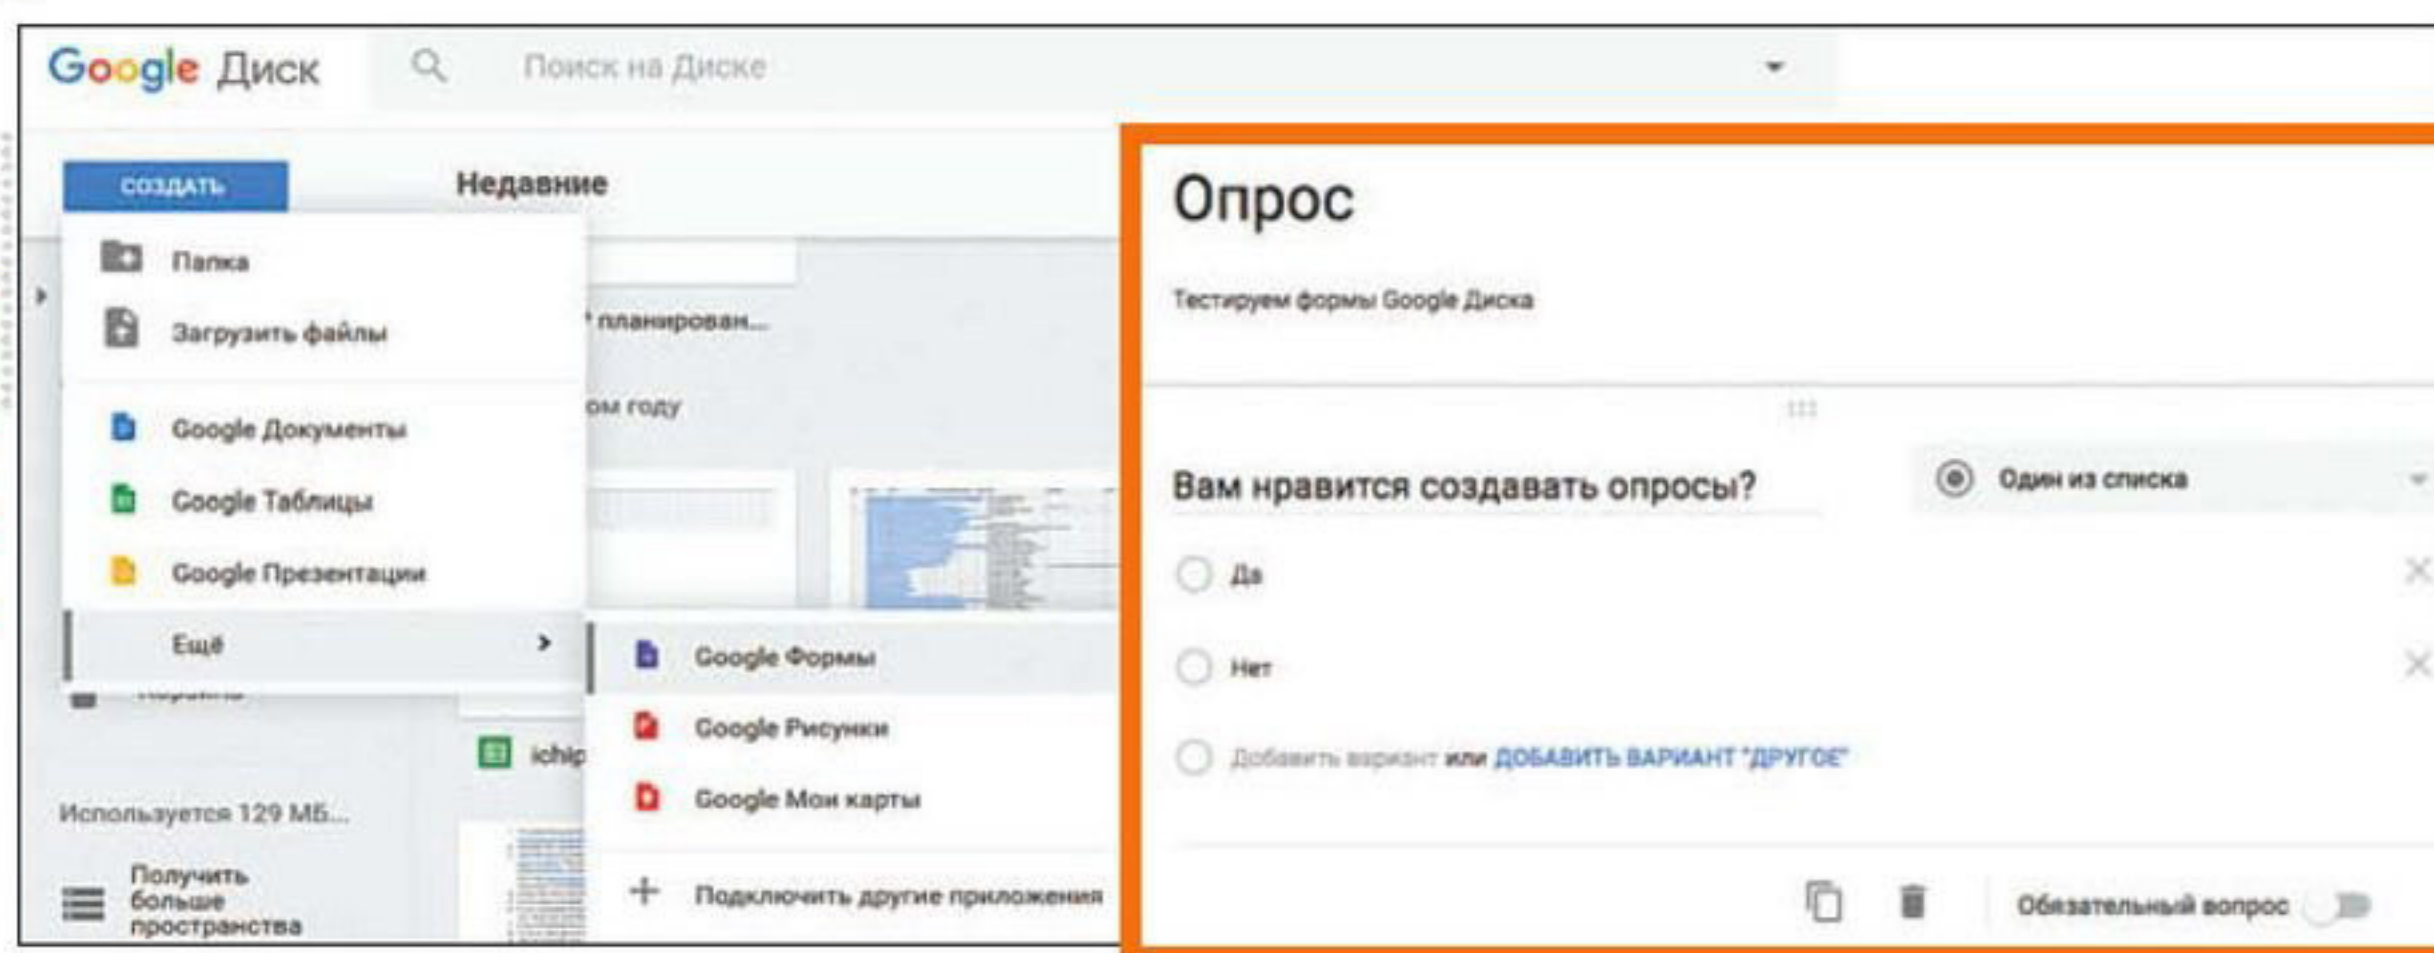 Google Диск
Поиск на Диске
СОЗДАТЬ
Недавние
Папка
Загрузить файлы
Google Документы
Google Таблицы
Google Презентации
Ещё
планирован...
ом году
Google Формы
Google Рисунки
Google Мои карты
Подключить другие приложения
ichip
Используется 129 МБ...
Получить
больше
пространства
Опрос
Тестируем формы Google Диска
Вам нравится создавать опросы?
Один из списка
Да
Нет
Добавить вариант или ДОБАВИТЬ ВАРИАНТ "ДРУГОЕ"
Обязательный вопрос